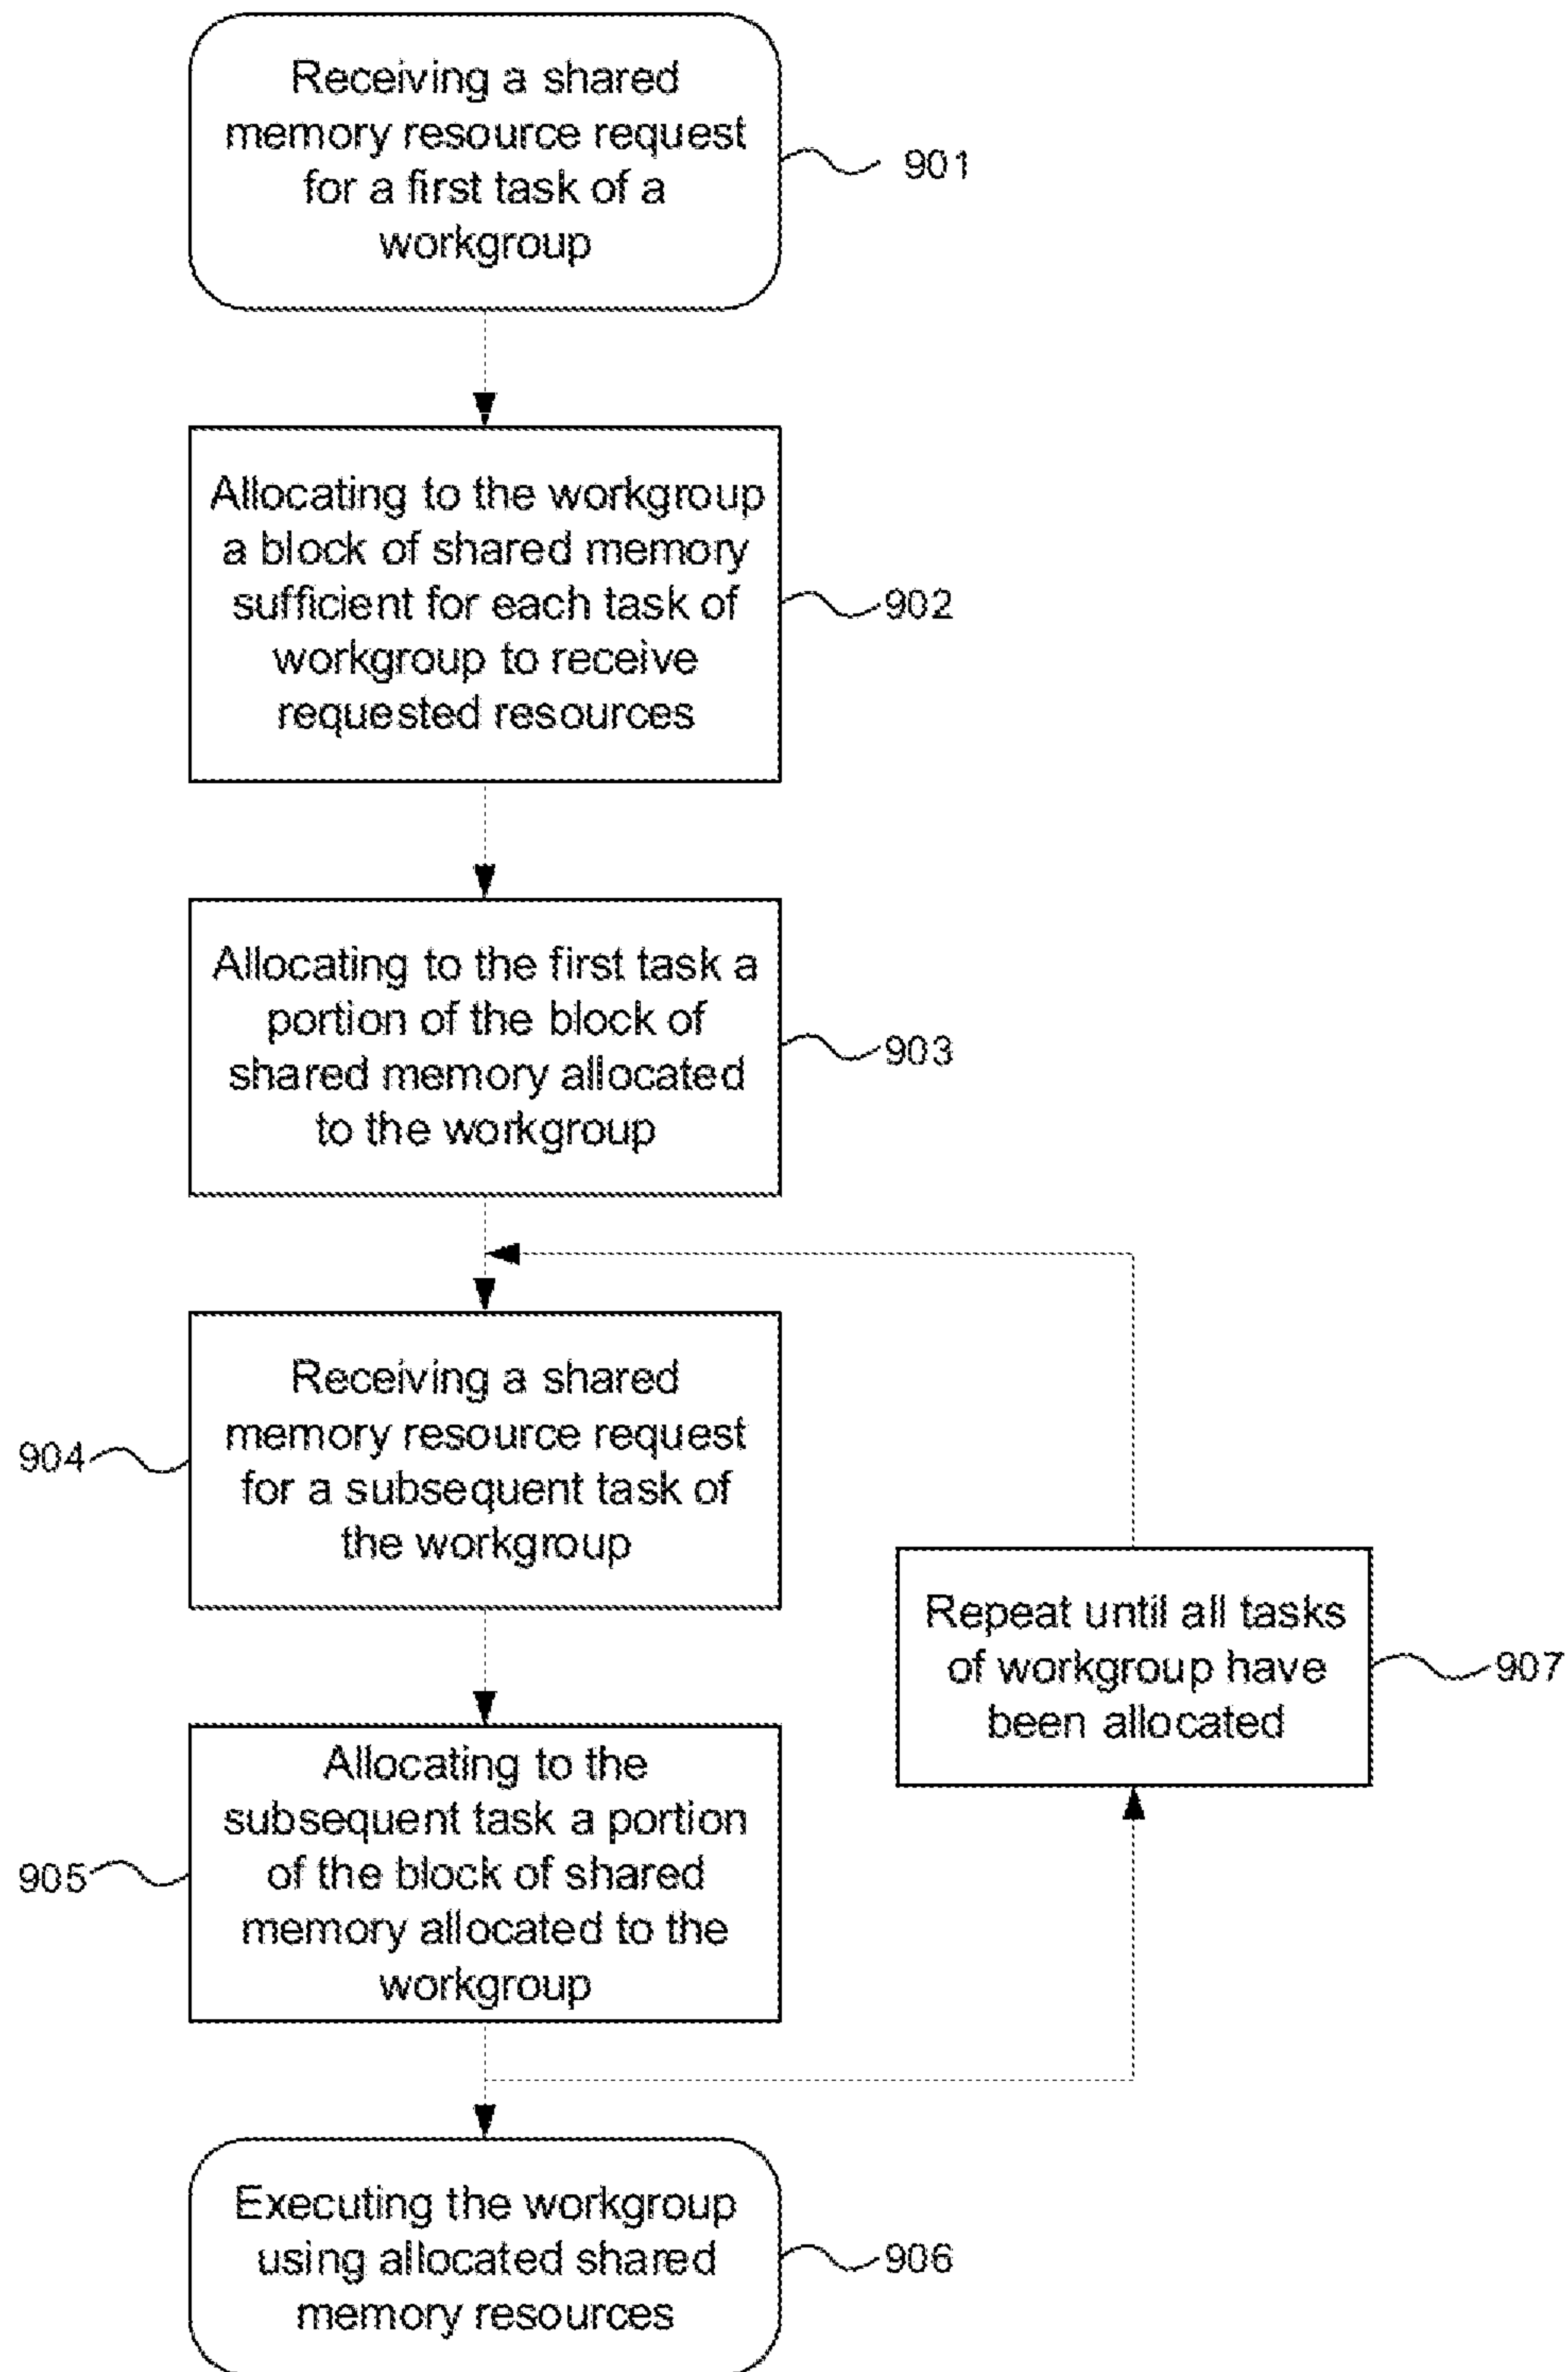 Receiving a shared
memory resource request
for a first task of a
workgroup
901
Allocating to the workgroup
a block of shared memory
sufficient for each task of
workgroup to receive
requested resources
902
Allocating to the first task a
portion of the block of
shared memory allocated
to the workgroup
903
Receiving a shared
memory resource request
for a subsequent task of
the workgroup
904
Repeat until all tasks
of workgroup have
been allocated
907
Allocating to the
subsequent task a portion
of the block of shared
memory allocated to the
workgroup
905
Executing the workgroup
using allocated shared
memory resources
906